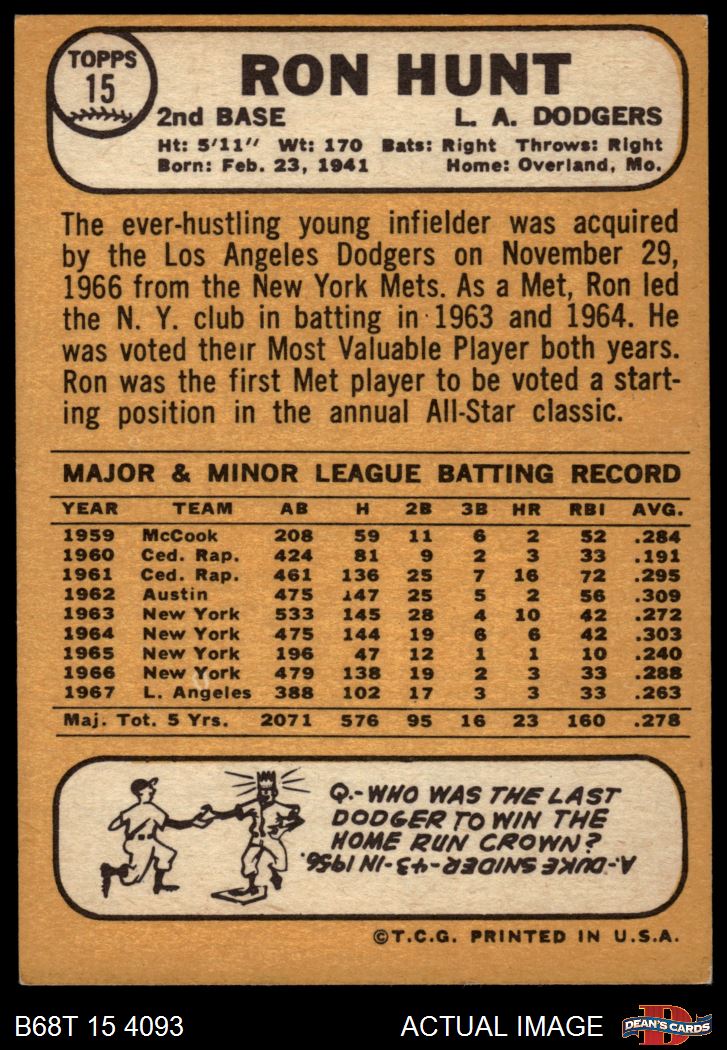 TOPPS
15
RON HUNT
2nd BASE L. A. DODGERS
Ht: 5'11" Wt: 170 Bats: Right Throws: Right
Born: Feb. 23, 1941 Home: Overland, Mo.
The ever-hustling young infielder was acquired
by the Los Angeles Dodgers on November 29,
1966 from the New York Mets. As a Met, Ron led
the N. Y. club in batting in 1963 and 1964. He
was voted their Most Valuable Player both years.
Ron was the first Met player to be voted a start-
ing position in the annual All-Star classic.
MAJOR & MINOR LEAGUE BATTING RECORD
YEAR TEAM AB H 2B 3B HR RBI AVG.
1959 McCook 208 59 11 6 2 52 .284
1960 Ced. Rap. 424 81 9 2 3 33 .191
1961 Ced. Rap. 461 136 25 7 16 72 .295
1962 Austin 475 147 25 5 2 56 .309
1963 New York 533 145 28 4 10 42 .272
1964 New York 475 144 19 6 6 42 .303
1965 New York 196 47 12 1 1 10 .240
1966 New York 479 138 19 2 3 33 .288
1967 L. Angeles 388 102 17 3 3 33 .263
Maj. Tot. 5 Yrs. 2071 576 95 16 23 160 .278
Q.-WHO WAS THE LAST
DODGER TO WIN THE
HOME RUN CROWN?
A.-DUKE SNIDER-43-IN 1956.
©T.C.G. PRINTED IN U.S.A.
B68T 15 4093 ACTUAL IMAGE
D
DEAN'S CARDS